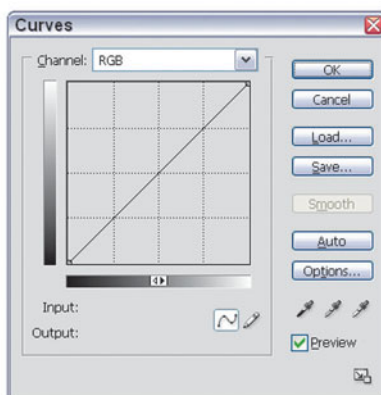 Curves
Channel: RGB
OK
Cancel
Load...
Save...
Smooth
Auto
Options...
Input:
Output:
Preview